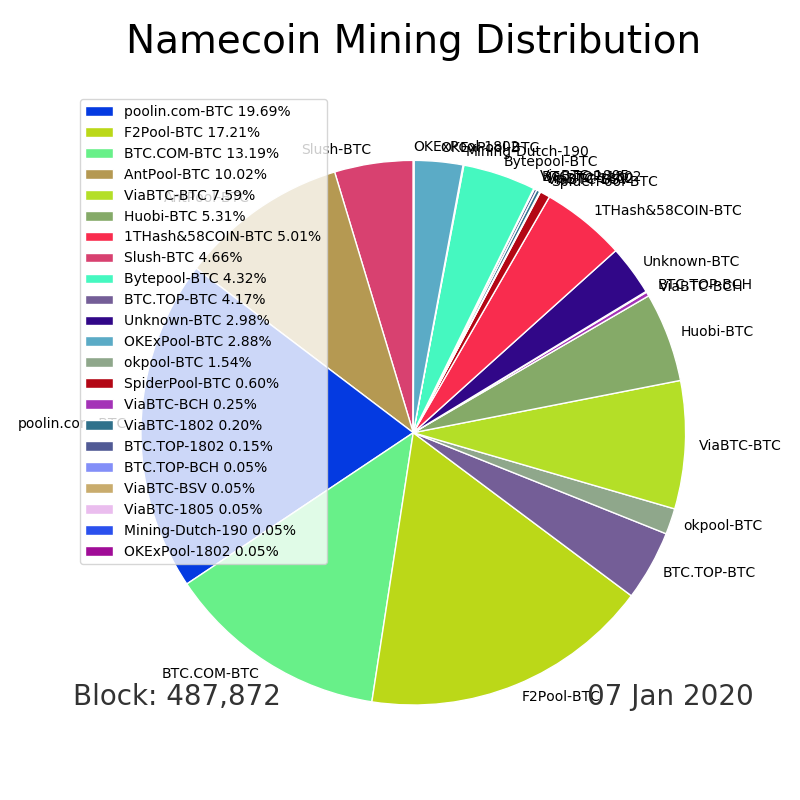 Namecoin Mining Distribution
poolin.com-BTC 19.69%
F2Pool-BTC 17.21%
BTC.COM-BTC 13.19%
AntPool-BTC 10.02%
ViaBTC-BTC 7.59%
Huobi-BTC 5.31%
1THash&58COIN-BTC 5.01%
Slush-BTC 4.66%
Bytepool-BTC 4.32%
BTC.TOP-BTC 4.17%
Unknown-BTC 2.98%
OKExPool-BTC 2.88%
okpool-BTC 1.54%
SpiderPool-BTC 0.60%
ViaBTC-BCH 0.25%
ViaBTC-1802 0.20%
BTC.TOP-1802 0.15%
BTC.TOP-BCH 0.05%
ViaBTC-BSV 0.05%
ViaBTC-1805 0.05%
Mining-Dutch-190 0.05%
OKExPool-1802 0.05%
Slush-BTC
OKExPool-1802
OKExPool-BTC
Mining-Dutch-190
Bytepool-BTC
SpiderPool-BTC
1THash&58COIN-BTC
Unknown-BTC
BTC.TOP-BCH
ViaBTC-BCH
Huobi-BTC
ViaBTC-BTC
okpool-BTC
BTC.TOP-BTC
F2Pool-BTC
BTC.COM-BTC
poolin.com-BTC
AntPool-BTC
Block: 487,872
07 Jan 2020